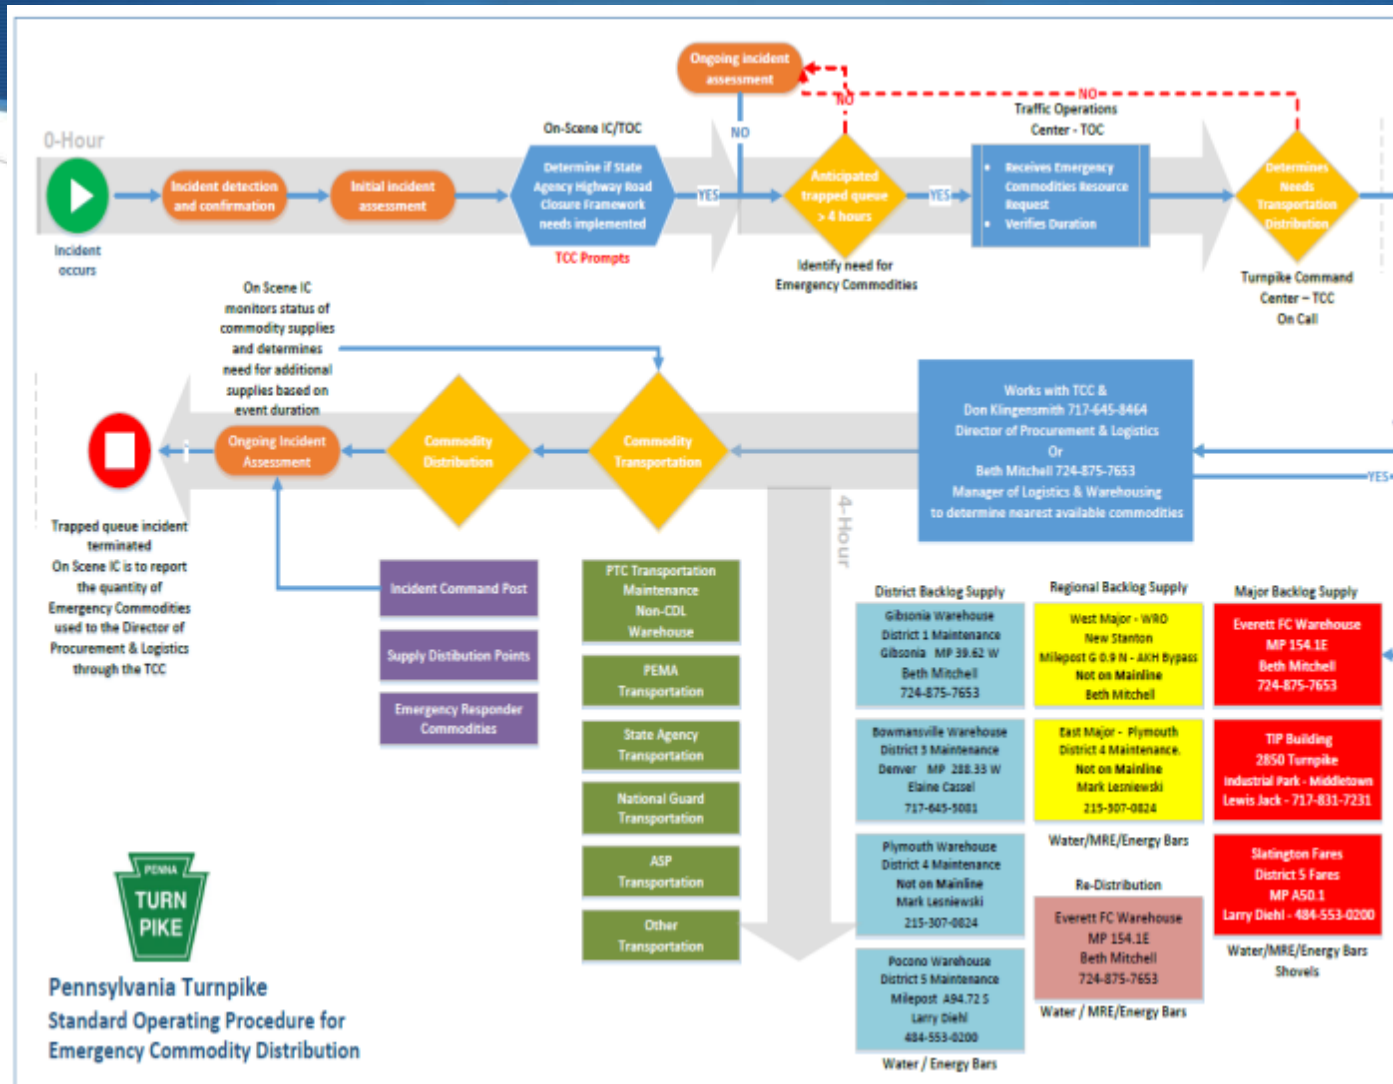 Ongoing incident
assessment
NO
NO
NO
Traffic Operations
Center - TOC
0-Hour
On-Scene IC/TOC
Incident detection
and confirmation
Initial incident
assessment
Determine if State
Agency Highway Road
Closure Framework
needs implemented
YES
Anticipated
trapped queue
> 4 hours
YES
• Receives Emergency
Commodities Resource
Request
• Verifies Duration
Determines
Needs
Transportation
Distribution
Incident
occurs
TCC Prompts
Identify need for
Emergency Commodities
Turnpike Command
Center – TCC
On Call
On Scene IC
monitors status of
commodity supplies
and determines
need for additional
supplies based on
event duration
Ongoing Incident
Assessment
Commodity
Distribution
Commodity
Transportation
Works with TCC &
Don Klingensmith 717-645-8464
Director of Procurement & Logistics
Or
Beth Mitchell 724-875-7653
Manager of Logistics & Warehousing
to determine nearest available commodities
YES
4-Hour
Trapped queue incident
terminated
On Scene IC is to report
the quantity of
Emergency Commodities
used to the Director of
Procurement & Logistics
through the TCC
Incident Command Post
Supply Distibution Points
Emergency Responder
Commodities
PTC Transportation
Maintenance
Non-CDL
Warehouse
PEMA
Transportation
State Agency
Transportation
National Guard
Transportation
ASP
Transportation
Other
Transportation
District Backlog Supply
Gibsonia Warehouse
District 1 Maintenance
Gibsonia MP 39.62 W
Beth Mitchell
724-875-7653
Bowmansville Warehouse
District 3 Maintenance
Denver MP 288.33 W
Elaine Cassel
717-645-5081
Plymouth Warehouse
District 4 Maintenance
Not on Mainline
Mark Lesniewski
215-307-0824
Pocono Warehouse
District 5 Maintenance
Milepost A94.72 S
Larry Diehl
484-553-0200
Water / Energy Bars
Regional Backlog Supply
West Major - WRO
New Stanton
Milepost G 0.9 N - AKH Bypass
Not on Mainline
Beth Mitchell
East Major - Plymouth
District 4 Maintenance.
Not on Mainline
Mark Lesniewski
215-307-0824
Water/MRE/Energy Bars
Re-Distribution
Everett FC Warehouse
MP 154.1E
Beth Mitchell
724-875-7653
Water / MRE/Energy Bars
Major Backlog Supply
Everett FC Warehouse
MP 154.1E
Beth Mitchell
724-875-7653
TIP Building
2850 Turnpike
Industrial Park - Middletown
Lewis Jack - 717-831-7231
Slatington Fares
District 5 Fares
MP A50.1
Larry Diehl - 484-553-0200
Water/MRE/Energy Bars
Shovels
PENNA
TURN
PIKE
Pennsylvania Turnpike
Standard Operating Procedure for
Emergency Commodity Distribution